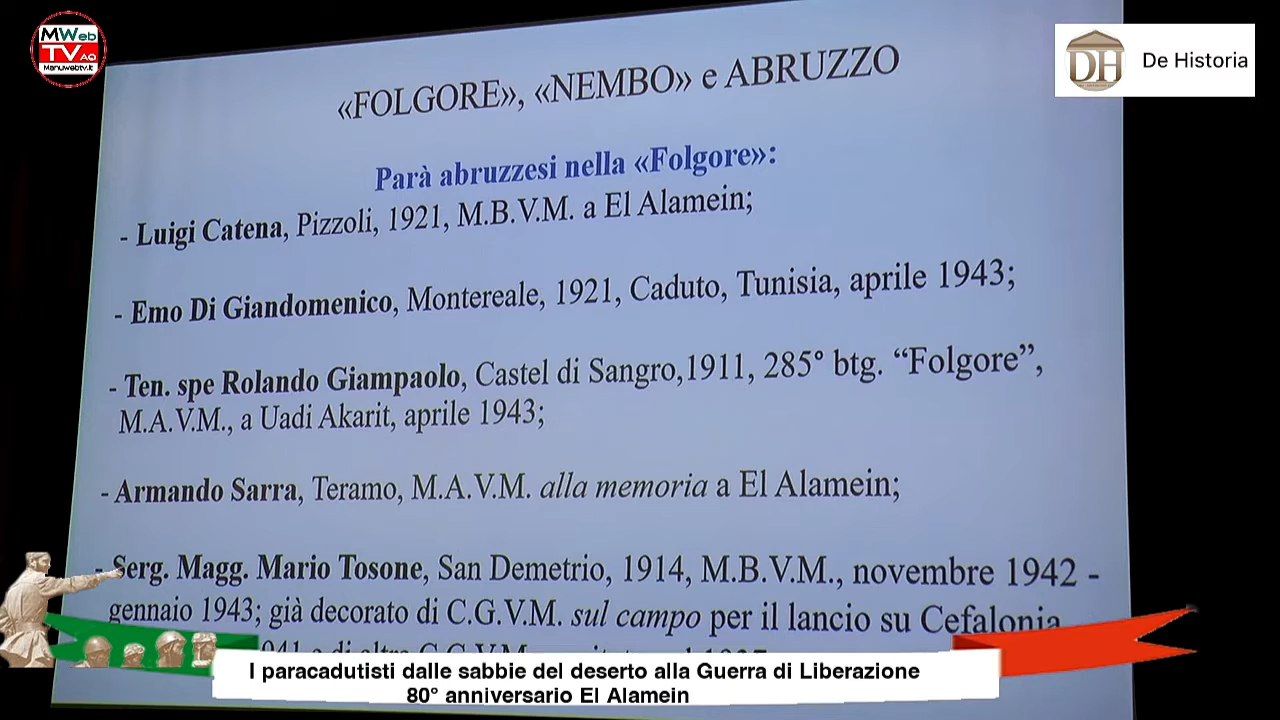 MWeb
TV AQ
Manuwebtv.it
DH De Historia
«FOLGORE», «NEMBO» e ABRUZZO
Parà abruzzesi nella «Folgore»:
- Luigi Catena, Pizzoli, 1921, M.B.V.M. a El Alamein;
- Emo Di Giandomenico, Montereale, 1921, Caduto, Tunisia, aprile 1943;
- Ten. spe Rolando Giampaolo, Castel di Sangro,1911, 285° btg. “Folgore”,
M.A.V.M., a Uadi Akarit, aprile 1943;
- Armando Sarra, Teramo, M.A.V.M. alla memoria a El Alamein;
- Serg. Magg. Mario Tosone, San Demetrio, 1914, M.B.V.M., novembre 1942 -
gennaio 1943; già decorato di C.G.V.M. sul campo per il lancio su Cefalonia
I paracadutisti dalle sabbie del deserto alla Guerra di Liberazione
80° anniversario El Alamein